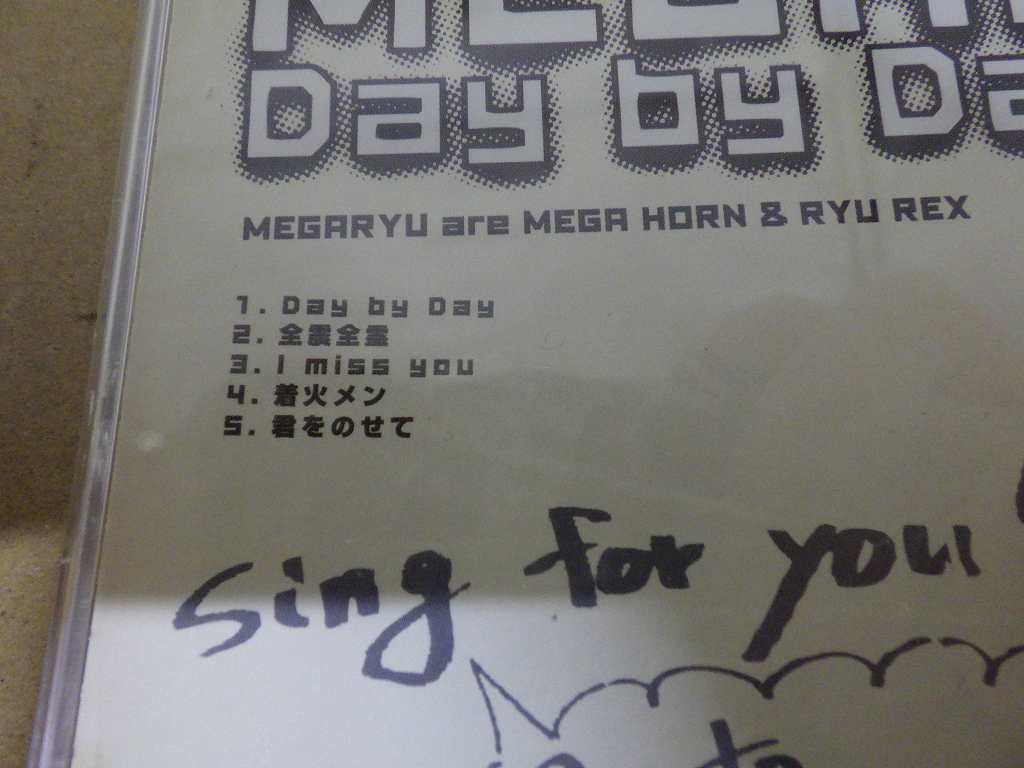 Day by Da
MEGARYU are MEGA HORN & RYU REX
1. Day by Day
2. 全震全霊
3. I miss you
4. 着火メン
5. 君をのせて
sing for you